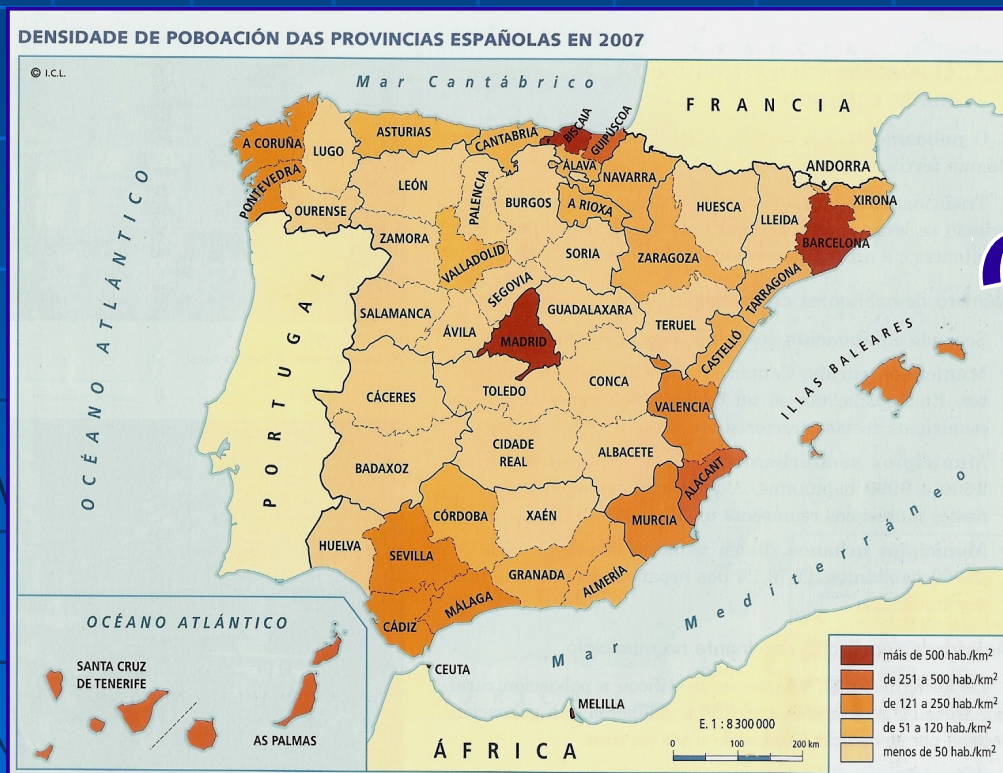 DENSIDADE DE POBOACIÓN DAS PROVINCIAS ESPAÑOLAS EN 2007
© I.C.L.
Mar Cantábrico
FRANCIA
OCÉANO ATLÁNTICO
A CORUÑA
LUGO
ASTURIAS
CANTABRIA
BISCAIA
GUIPÚSCOA
ÁLAVA
NAVARRA
ANDORRA
PONTEVEDRA
OURENSE
LEÓN
PALENCIA
BURGOS
A RIOXA
HUESCA
LLEIDA
XIRONA
BARCELONA
ZAMORA
VALLADOLID
SORIA
ZARAGOZA
TARRAGONA
PORTUGAL
SALAMANCA
ÁVILA
SEGOVIA
MADRID
GUADALAXARA
TERUEL
CASTELLÓ
ILLAS BALEARES
CÁCERES
TOLEDO
CONCA
VALENCIA
BADAXOZ
CIDADE
REAL
ALBACETE
ALACANT
HUELVA
SEVILLA
CÓRDOBA
XAÉN
MURCIA
CÁDIZ
MÁLAGA
GRANADA
ALMERÍA
Mar Mediterráneo
OCÉANO ATLÁNTICO
SANTA CRUZ
DE TENERIFE
AS PALMAS
CEUTA
MELILLA
ÁFRICA
E. 1 : 8 300 000
0 100 200 km
máis de 500 hab./km²
de 251 a 500 hab./km²
de 121 a 250 hab./km²
de 51 a 120 hab./km²
menos de 50 hab./km²